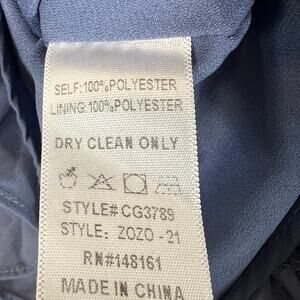 SELF:100%POLYESTER
LINING:100%POLYESTER
DRY CLEAN ONLY
STYLE#CG3789
STYLE: ZOZO-21
RN#148161
MADE IN CHINA